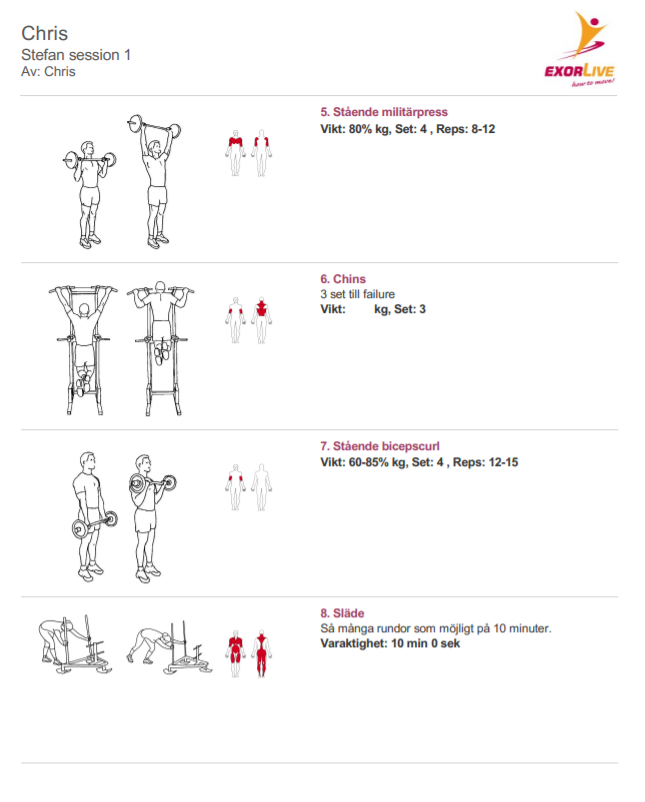 Chris
Stefan session 1
Av: Chris
EXORLIVE
how to move!
5. Stående militärpress
Vikt: 80% kg, Set: 4 , Reps: 8-12
6. Chins
3 set till failure
Vikt: kg, Set: 3
7. Stående bicepscurl
Vikt: 60-85% kg, Set: 4 , Reps: 12-15
8. Släde
Så många rundor som möjligt på 10 minuter.
Varaktighet: 10 min 0 sek